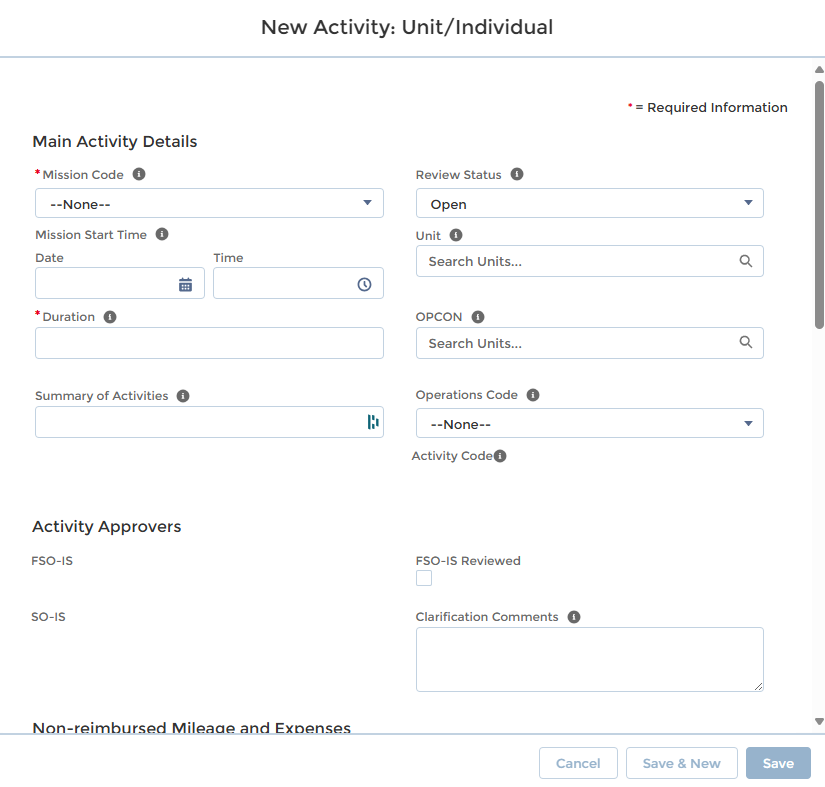 New Activity: Unit/Individual
* = Required Information
Main Activity Details
*Mission Code
--None--
Review Status
Open
Mission Start Time
Date
Time
Unit
Search Units...
*Duration
OPCON
Search Units...
Summary of Activities
Operations Code
--None--
Activity Code
Activity Approvers
FSO-IS
FSO-IS Reviewed
SO-IS
Clarification Comments
Non-reimbursed Mileage and Expenses
Cancel
Save & New
Save